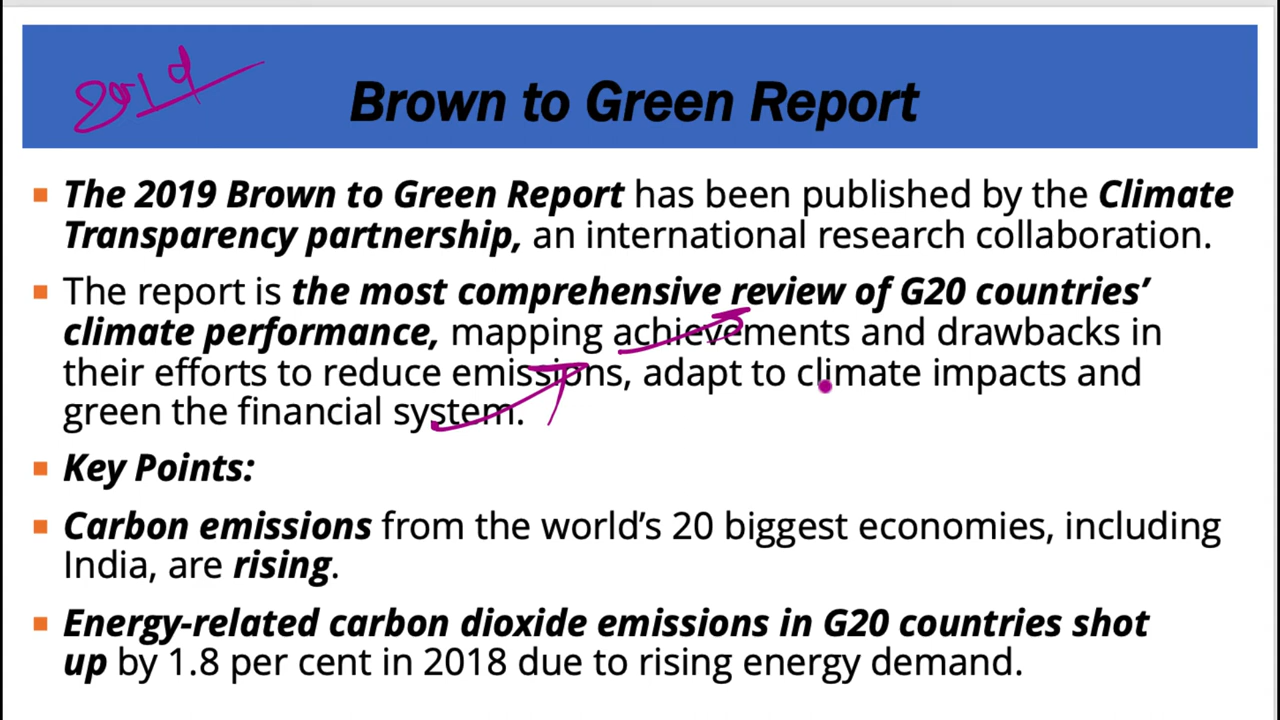 2019
Brown to Green Report
The 2019 Brown to Green Report has been published by the Climate
Transparency partnership, an international research collaboration.
The report is the most comprehensive review of G20 countries’
climate performance, mapping achievements and drawbacks in
their efforts to reduce emissions, adapt to climate impacts and
green the financial system.
Key Points:
Carbon emissions from the world’s 20 biggest economies, including
India, are rising.
Energy-related carbon dioxide emissions in G20 countries shot
up by 1.8 per cent in 2018 due to rising energy demand.